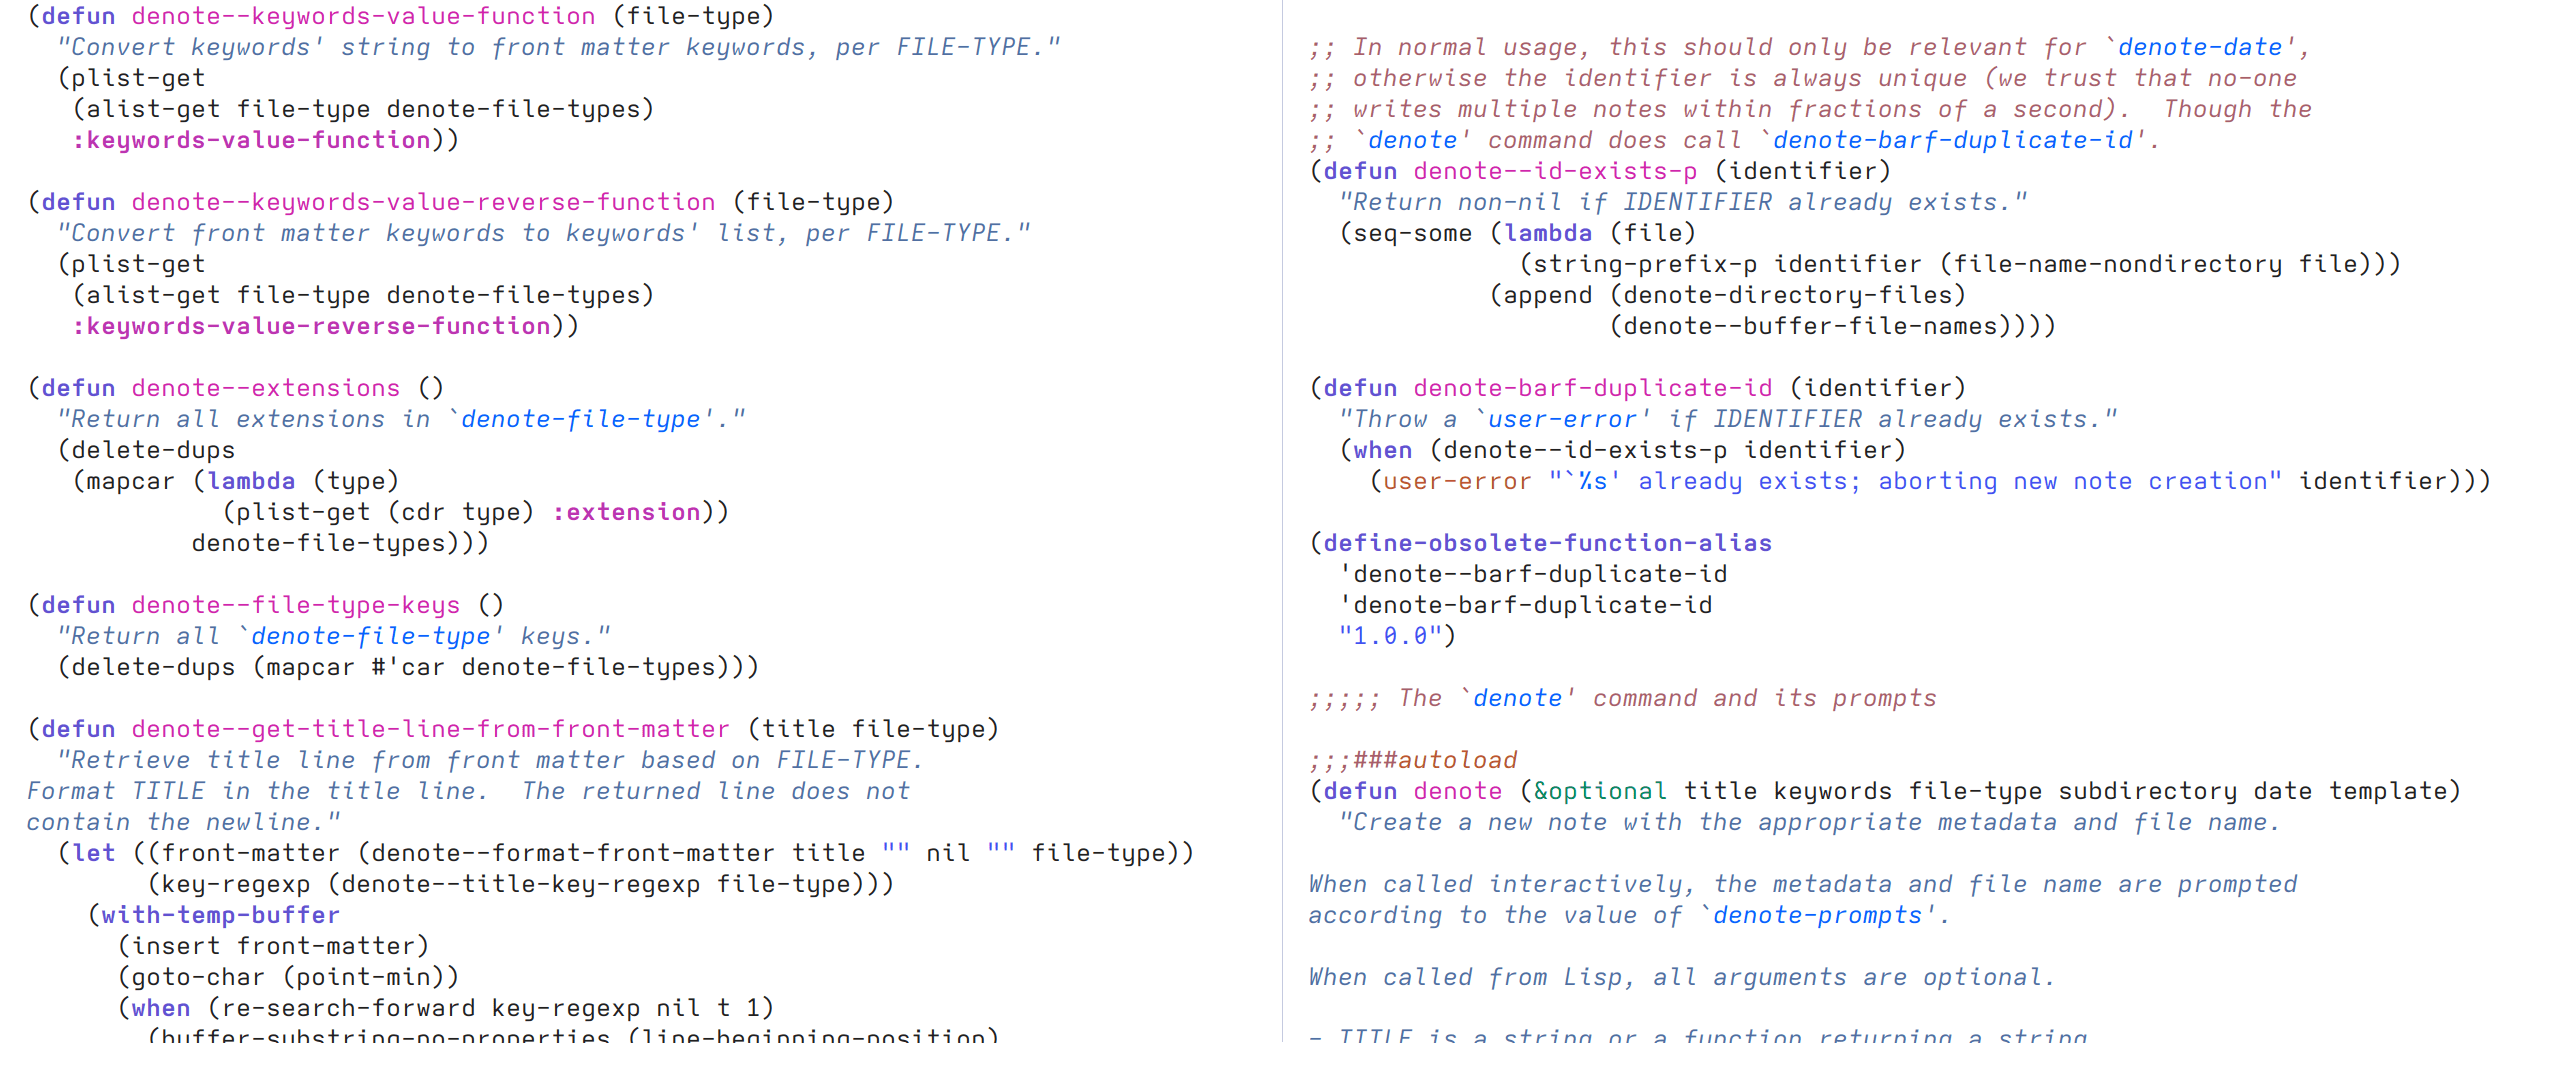 (defun denote--keywords-value-function (file-type)
  "Convert keywords' string to front matter keywords, per FILE-TYPE."
  (plist-get
   (alist-get file-type denote-file-types)
   :keywords-value-function))

(defun denote--keywords-value-reverse-function (file-type)
  "Convert front matter keywords to keywords' list, per FILE-TYPE."
  (plist-get
   (alist-get file-type denote-file-types)
   :keywords-value-reverse-function))

(defun denote--extensions ()
  "Return all extensions in `denote-file-type'."
  (delete-dups
   (mapcar (lambda (type)
             (plist-get (cdr type) :extension))
           denote-file-types)))

(defun denote--file-type-keys ()
  "Return all `denote-file-type' keys."
  (delete-dups (mapcar #'car denote-file-types)))

(defun denote--get-title-line-from-front-matter (title file-type)
  "Retrieve title line from front matter based on FILE-TYPE.
Format TITLE in the title line.  The returned line does not
contain the newline."
  (let ((front-matter (denote--format-front-matter title "" nil "" file-type))
        (key-regexp (denote--title-key-regexp file-type)))
    (with-temp-buffer
      (insert front-matter)
      (goto-char (point-min))
      (when (re-search-forward key-regexp nil t 1)
        (buffer-substring-no-properties (line-beginning-position)

;; In normal usage, this should only be relevant for `denote-date',
;; otherwise the identifier is always unique (we trust that no-one
;; writes multiple notes within fractions of a second).  Though the
;; `denote' command does call `denote-barf-duplicate-id'.
(defun denote--id-exists-p (identifier)
  "Return non-nil if IDENTIFIER already exists."
  (seq-some (lambda (file)
              (string-prefix-p identifier (file-name-nondirectory file)))
            (append (denote-directory-files)
                    (denote--buffer-file-names))))

(defun denote-barf-duplicate-id (identifier)
  "Throw a `user-error' if IDENTIFIER already exists."
  (when (denote--id-exists-p identifier)
    (user-error "`%s' already exists; aborting new note creation" identifier)))

(define-obsolete-function-alias
  'denote--barf-duplicate-id
  'denote-barf-duplicate-id
  "1.0.0")

;;;;; The `denote' command and its prompts

;;;###autoload
(defun denote (&optional title keywords file-type subdirectory date template)
  "Create a new note with the appropriate metadata and file name.

When called interactively, the metadata and file name are prompted
according to the value of `denote-prompts'.

When called from Lisp, all arguments are optional.

- TITLE is a string or a function returning a string